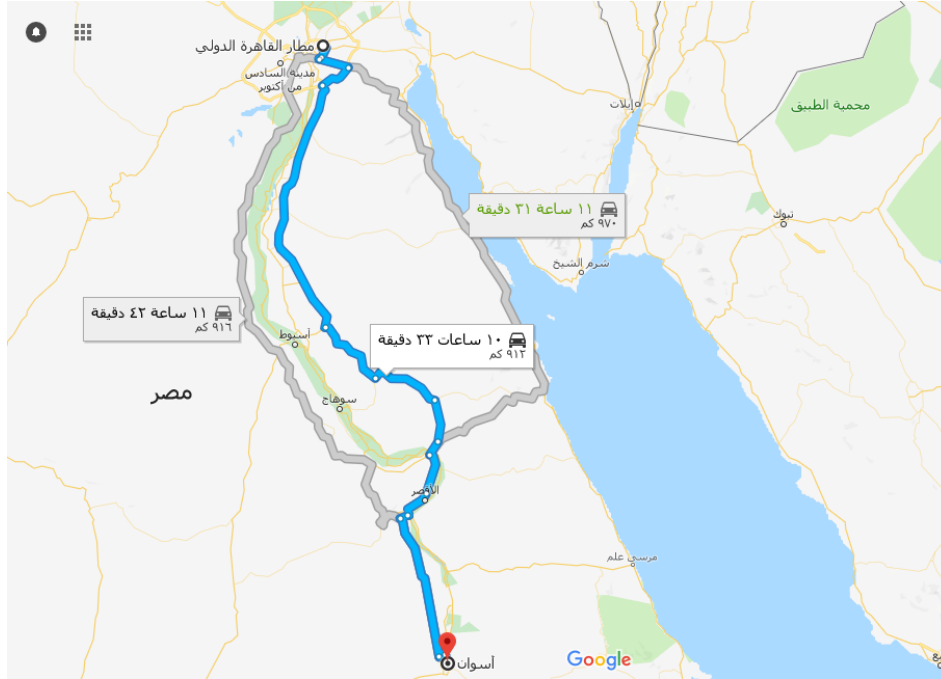 مطار القاهرة الدولي
مدينة السادس
من أكتوبر
إيلات
محمية الطبيق
١١ ساعة ٣١ دقيقة
٩٧٠ كم
تبوك
شرم الشيخ
١١ ساعة ٤٢ دقيقة
٩١٦ كم
أسيوط
١٠ ساعات ٣٣ دقيقة
٩١٢ كم
مصر
سوهاج
الأقصر
مرسى علم
أسوان
Google